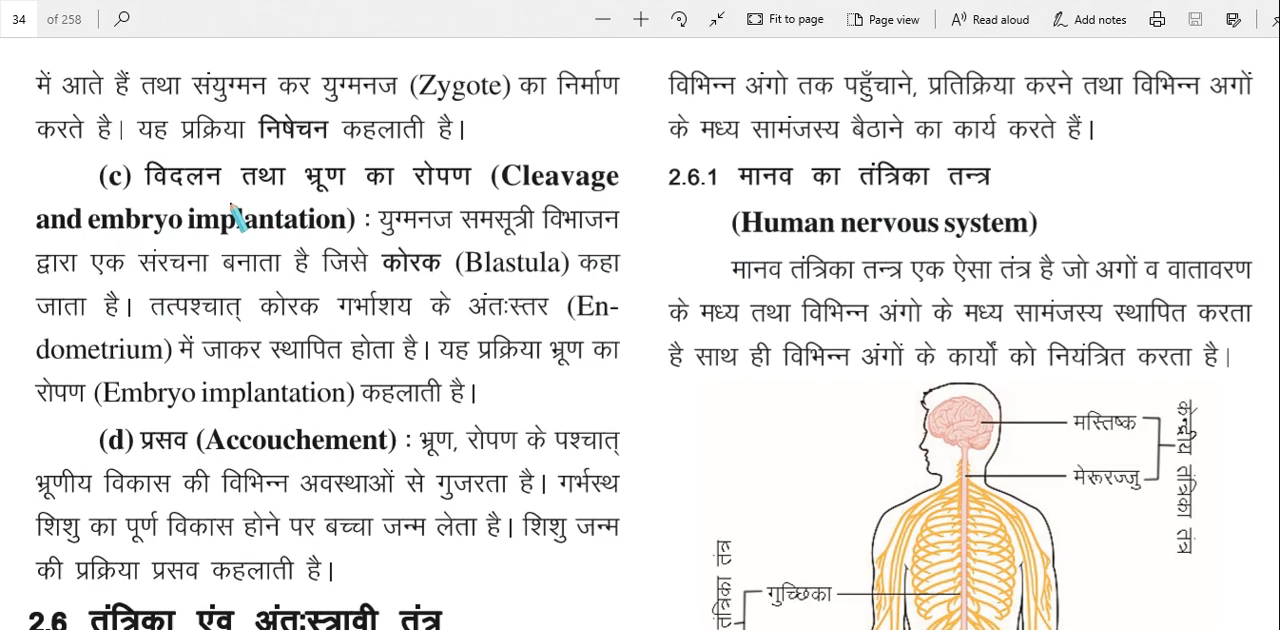 34 of 258 Fit to page Page view Read aloud Add notes
में आते हैं तथा संयुग्मन कर युग्मनज (Zygote) का निर्माण
करते है। यह प्रक्रिया निषेचन कहलाती है।
(c) विदलन तथा भ्रूण का रोपण (Cleavage
and embryo implantation) : युग्मनज समसूत्री विभाजन
द्वारा एक संरचना बनाता है जिसे कोरक (Blastula) कहा
जाता है। तत्पश्चात् कोरक गर्भाशय के अंतःस्तर (En-
dometrium) में जाकर स्थापित होता है। यह प्रक्रिया भ्रूण का
रोपण (Embryo implantation) कहलाती है।
(d) प्रसव (Accouchement) : भ्रूण, रोपण के पश्चात्
भ्रूणीय विकास की विभिन्न अवस्थाओं से गुजरता है। गर्भस्थ
शिशु का पूर्ण विकास होने पर बच्चा जन्म लेता है। शिशु जन्म
की प्रक्रिया प्रसव कहलाती है।
2.6 तंत्रिका एंव अंतःस्त्रावी तंत्र
विभिन्न अंगो तक पहुँचाने, प्रतिक्रिया करने तथा विभिन्न अगों
के मध्य सामंजस्य बैठाने का कार्य करते हैं।
2.6.1 मानव का तंत्रिका तन्त्र
(Human nervous system)
मानव तंत्रिका तन्त्र एक ऐसा तंत्र है जो अगों व वातावरण
के मध्य तथा विभिन्न अंगो के मध्य सामंजस्य स्थापित करता
है साथ ही विभिन्न अंगों के कार्यों को नियंत्रित करता है।
मस्तिष्क
मेरूरज्जु
केन्द्रीय तंत्रिका तंत्र
गुच्छिका
तंत्रिका तंत्र